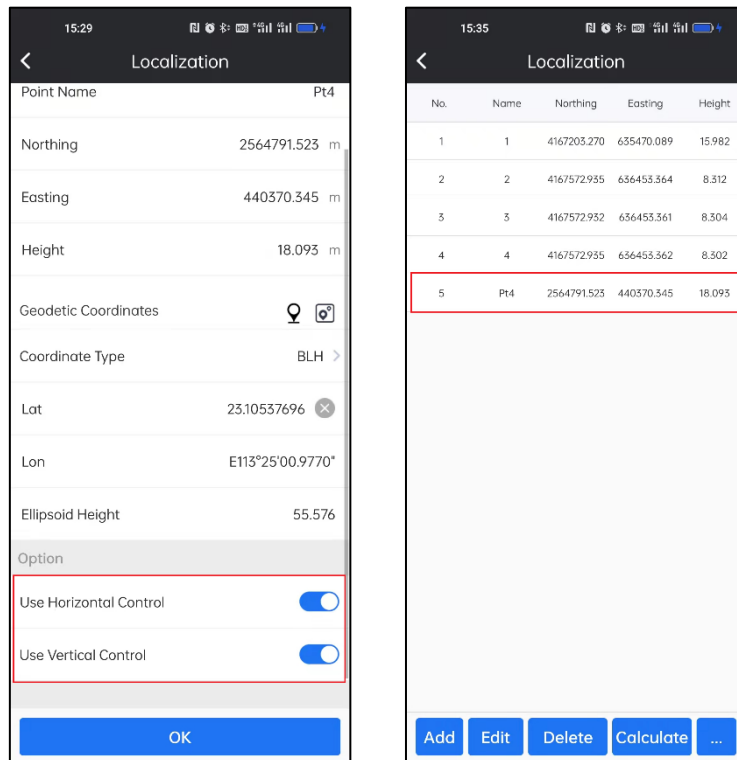 15:29
Localization
Point Name Pt4
Northing 2564791.523 m
Easting 440370.345 m
Height 18.093 m
Geodetic Coordinates
Coordinate Type BLH
Lat 23.10537696
Lon E113°25'00.9770"
Ellipsoid Height 55.576
Option
Use Horizontal Control
Use Vertical Control
OK
15:35
Localization
No. Name Northing Easting Height
1 1 4167203.270 635470.089 15.982
2 2 4167572.935 636453.364 8.312
3 3 4167572.932 636453.361 8.304
4 4 4167572.935 636453.362 8.302
5 Pt4 2564791.523 440370.345 18.093
Add Edit Delete Calculate ...